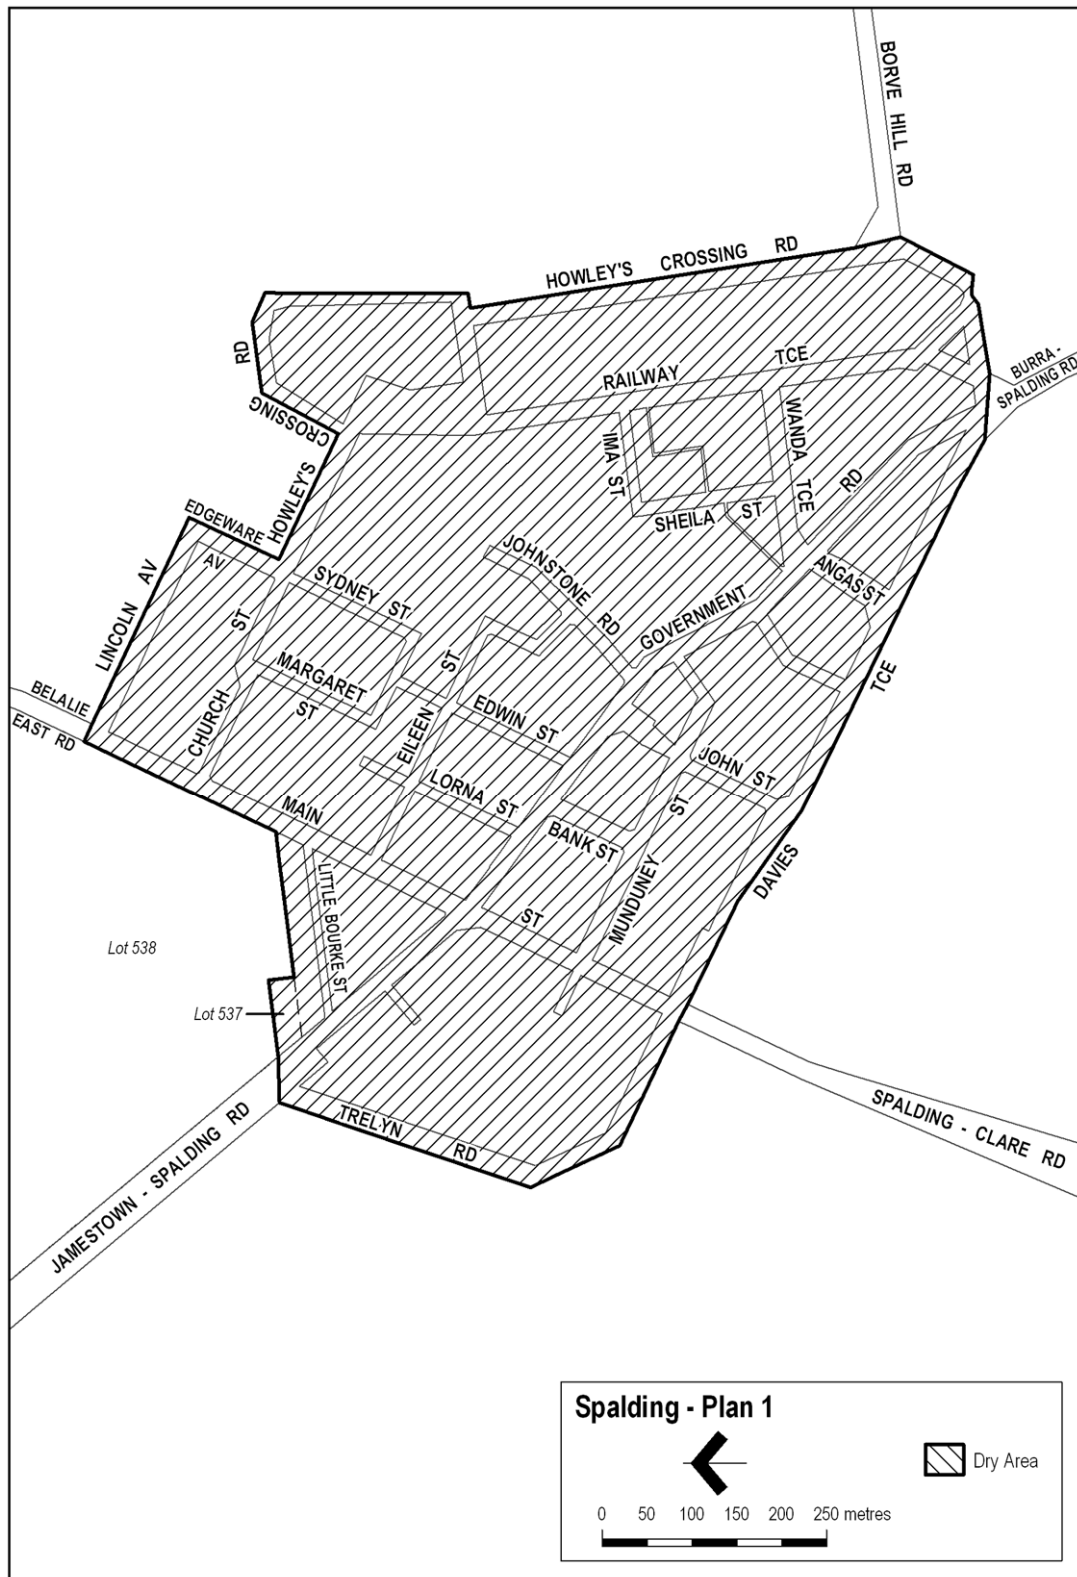 BORVE HILL RD
HOWLEY'S CROSSING RD
RD
CROSSING
HOWLEY'S
BURRA -
SPALDING RD
RAILWAY TCE
IMA ST
WANDA TCE
SHEILA ST
RD
EDGEWARE
AV
LINCOLN AV
SYDNEY ST
JOHNSTONE RD
GOVERNMENT
ANGAS ST
ST
MARGARET
ST
CHURCH
EILEEN
ST
EDWIN ST
TCE
BELALIE
EAST RD
JOHN ST
LORNA ST
MAIN
BANK ST
ST
MUNDUNEY
DAVIES
LITTLE BOURKE ST
ST
Lot 538
Lot 537
TRELYN RD
JAMESTOWN - SPALDING RD
SPALDING - CLARE RD
Spalding - Plan 1
Dry Area
0 50 100 150 200 250 metres